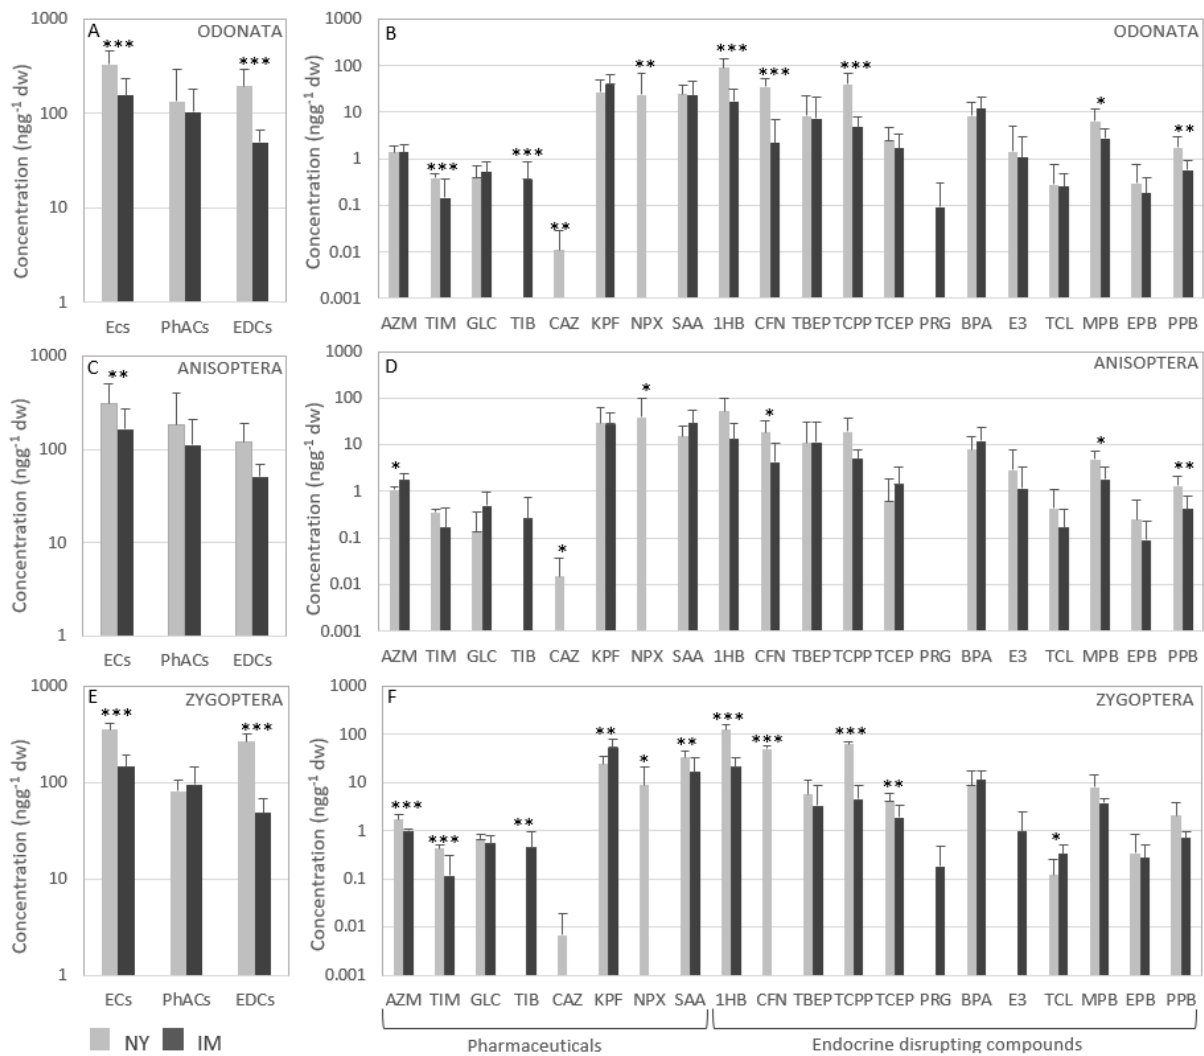 A
ODONATA
Concentration (ngg⁻¹ dw)
1000
100
10
1
***
***
Ecs PhACs EDCs
B
ODONATA
Concentration (ngg⁻¹ dw)
1000
100
10
1
0.1
0.01
0.001
*** *** ** ** *** *** *** * **
AZM TIM GLC TIB CAZ KPF NPX SAA 1HB CFN TBEP TCPP TCEP PRG BPA E3 TCL MPB EPB PPB
C
ANISOPTERA
Concentration (ngg⁻¹ dw)
1000
100
10
1
**
ECs PhACs EDCs
D
ANISOPTERA
Concentration (ngg⁻¹ dw)
1000
100
10
1
0.1
0.01
0.001
* * * * * **
AZM TIM GLC TIB CAZ KPF NPX SAA 1HB CFN TBEP TCPP TCEP PRG BPA E3 TCL MPB EPB PPB
E
ZYGOPTERA
Concentration (ngg⁻¹ dw)
1000
100
10
1
***
***
ECs PhACs EDCs
F
ZYGOPTERA
Concentration (ngg⁻¹ dw)
1000
100
10
1
0.1
0.01
0.001
*** *** ** ** * ** *** *** *** ** *
AZM TIM GLC TIB CAZ KPF NPX SAA 1HB CFN TBEP TCPP TCEP PRG BPA E3 TCL MPB EPB PPB
NY IM
Pharmaceuticals
Endocrine disrupting compounds